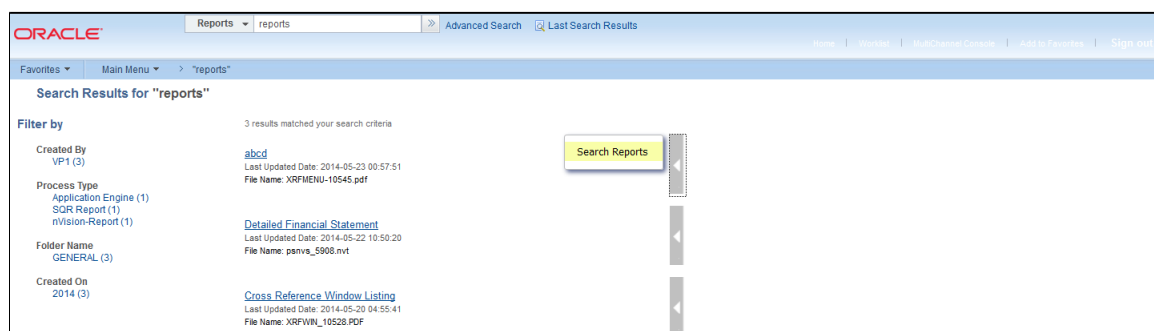 Reports reports » Advanced Search Last Search Results
ORACLE
Home | Worklist | MultiChannel Console | Add to Favorites | Sign out
Favorites Main Menu > "reports"
Search Results for "reports"
Filter by
Created By
VP1 (3)
Process Type
Application Engine (1)
SQR Report (1)
nVision-Report (1)
Folder Name
GENERAL (3)
Created On
2014 (3)
3 results matched your search criteria
abcd
Last Updated Date: 2014-05-23 00:57:51
File Name: XRFMENU-10545.pdf
Search Reports
Detailed Financial Statement
Last Updated Date: 2014-05-22 10:50:20
File Name: psnvs_5908.nvt
Cross Reference Window Listing
Last Updated Date: 2014-05-20 04:55:41
File Name: XRFWIN_10528.PDF